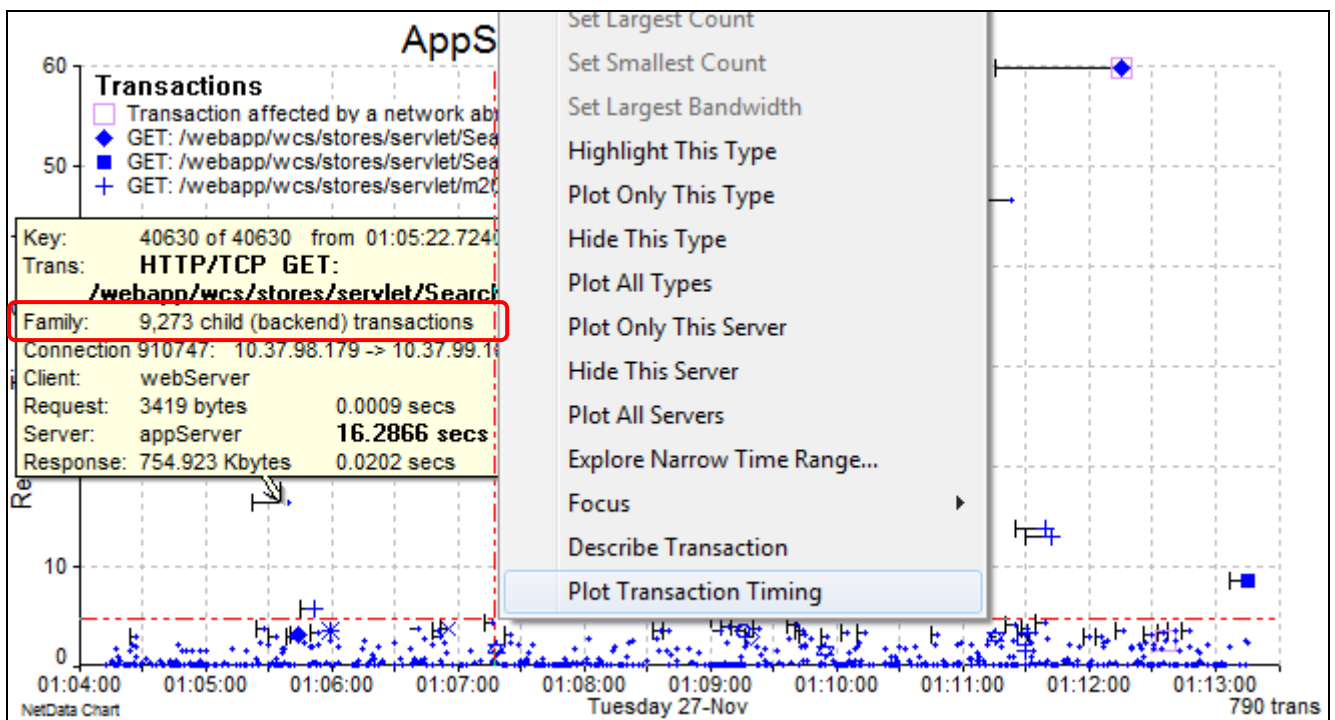 AppS
60
Transactions
Transaction affected by a network ab
GET: /webapp/wcs/stores/servlet/Sea
50
GET: /webapp/wcs/stores/servlet/Sea
GET: /webapp/wcs/stores/servlet/m20
Key: 40630 of 40630 from 01:05:22.724
Trans: HTTP/TCP GET:
/webapp/wcs/stores/servlet/Search
Family: 9,273 child (backend) transactions
Connection 910747: 10.37.98.179 -> 10.37.99.1
Client: webServer
Request: 3419 bytes 0.0009 secs
Server: appServer 16.2866 secs
Response: 754.923 Kbytes 0.0202 secs
Re
10
0
01:04:00 01:05:00 01:06:00 01:07:00 01:08:00 01:09:00 01:10:00 01:11:00 01:12:00 01:13:00
NetData Chart Tuesday 27-Nov 790 trans
Set Largest Count
Set Smallest Count
Set Largest Bandwidth
Highlight This Type
Plot Only This Type
Hide This Type
Plot All Types
Plot Only This Server
Hide This Server
Plot All Servers
Explore Narrow Time Range...
Focus
Describe Transaction
Plot Transaction Timing